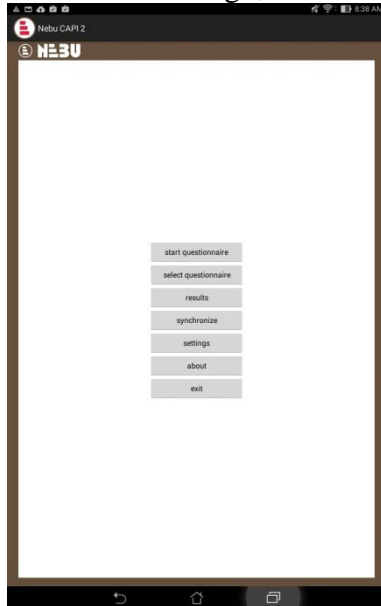 8:38 AM
Nebu CAPI 2
NEBU
start questionnaire
select questionnaire
results
synchronize
settings
about
exit